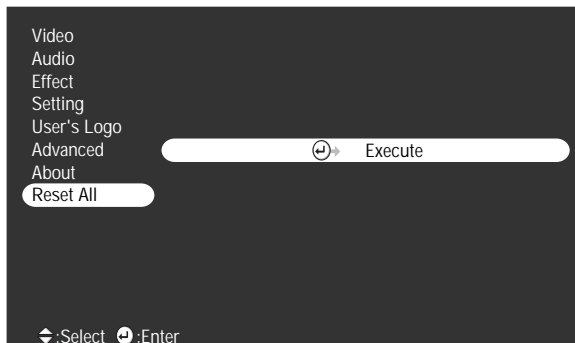 Video
Audio
Effect
Setting
User's Logo
Advanced
Execute
About
Reset All
:Select :Enter